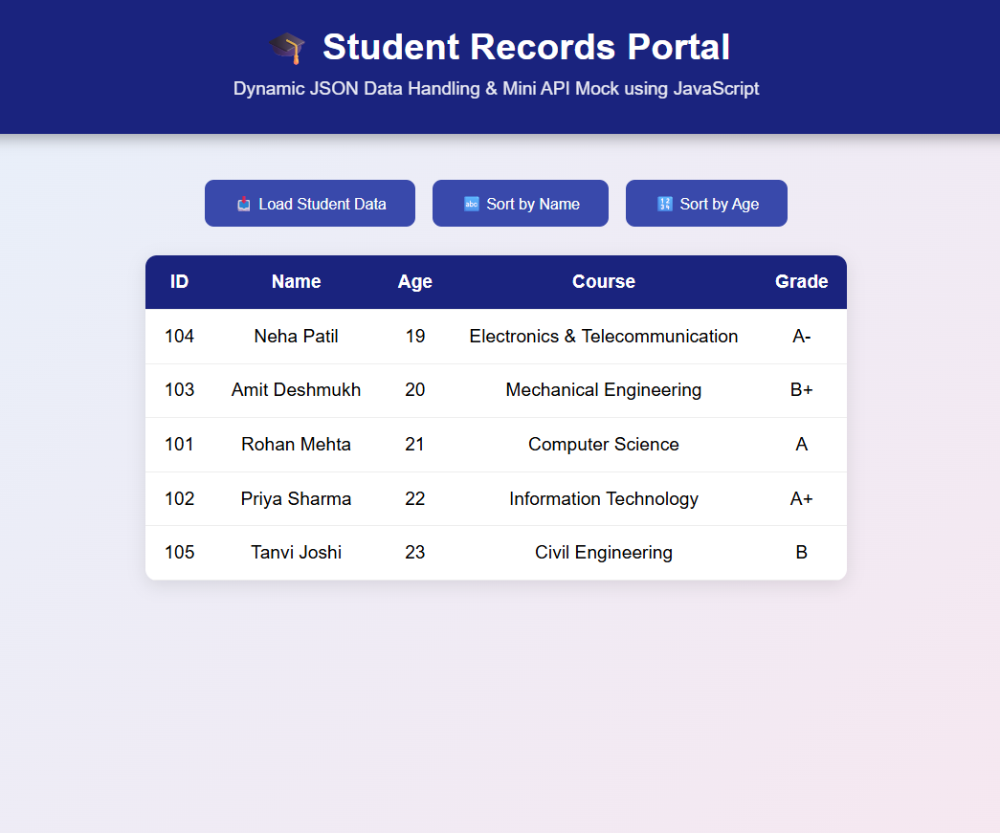 🎓 Student Records Portal
Dynamic JSON Data Handling & Mini API Mock using JavaScript
📥 Load Student Data 🔤 Sort by Name 🔢 Sort by Age
ID Name Age Course Grade
104 Neha Patil 19 Electronics & Telecommunication A-
103 Amit Deshmukh 20 Mechanical Engineering B+
101 Rohan Mehta 21 Computer Science A
102 Priya Sharma 22 Information Technology A+
105 Tanvi Joshi 23 Civil Engineering B